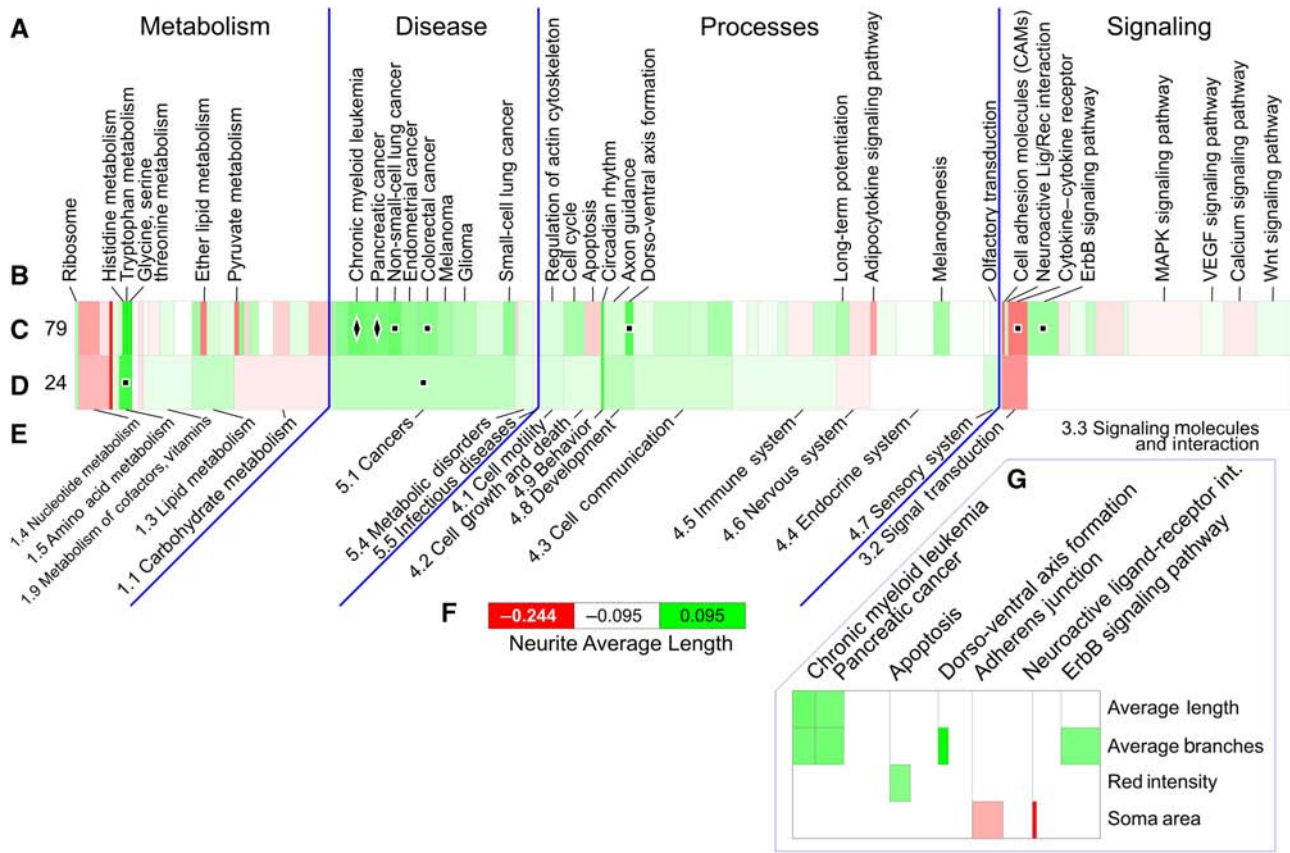 A
Metabolism
Disease
Processes
Signaling
B
Ribosome
Histidine metabolism
Tryptophan metabolism
Glycine, serine
threonine metabolism
Ether lipid metabolism
Pyruvate metabolism
Chronic myeloid leukemia
Pancreatic cancer
Non-small-cell lung cancer
Endometrial cancer
Colorectal cancer
Melanoma
Glioma
Small-cell lung cancer
Regulation of actin cytoskeleton
Cell cycle
Apoptosis
Circadian rhythm
Axon guidance
Dorso-ventral axis formation
Long-term potentiation
Adipocytokine signaling pathway
Melanogenesis
Olfactory transduction
Cell adhesion molecules (CAMs)
Neuroactive Lig/Rec interaction
Cytokine–cytokine receptor
ErbB signaling pathway
MAPK signaling pathway
VEGF signaling pathway
Calcium signaling pathway
Wnt signaling pathway
C 79
D 24
E
1.4 Nucleotide metabolism
1.5 Amino acid metabolism
1.9 Metabolism of cofactors, vitamins
1.3 Lipid metabolism
1.1 Carbohydrate metabolism
5.1 Cancers
5.4 Metabolic disorders
5.5 Infectious diseases
4.1 Cell motility
4.2 Cell growth and death
4.9 Behavior
4.8 Development
4.3 Cell communication
4.5 Immune system
4.6 Nervous system
4.4 Endocrine system
4.7 Sensory system
3.2 Signal transduction
3.3 Signaling molecules
and interaction
F
–0.244 –0.095 0.095
Neurite Average Length
G
Chronic myeloid leukemia
Pancreatic cancer
Apoptosis
Dorso-ventral axis formation
Adherens junction
Neuroactive ligand-receptor int.
ErbB signaling pathway
Average length
Average branches
Red intensity
Soma area